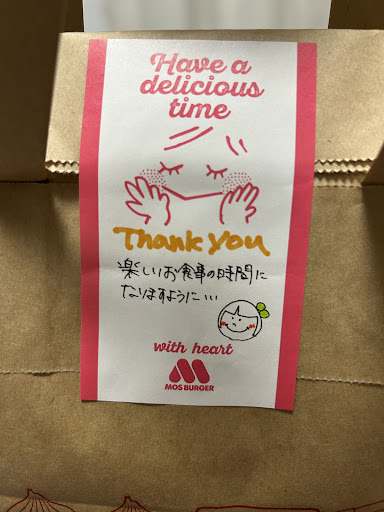 Have a
delicious
time
Thank you
楽しいお食事の時間に
なりますように…
with heart
MOS BURGER